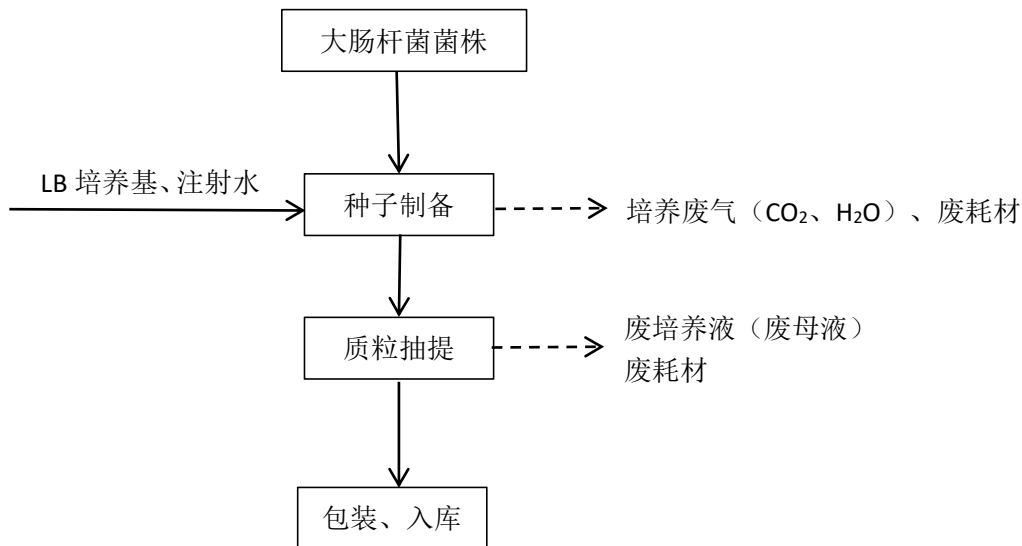 大肠杆菌菌株
LB 培养基、注射水
种子制备
培养废气（CO₂、H₂O）、废耗材
质粒抽提
废培养液（废母液）
废耗材
包装、入库